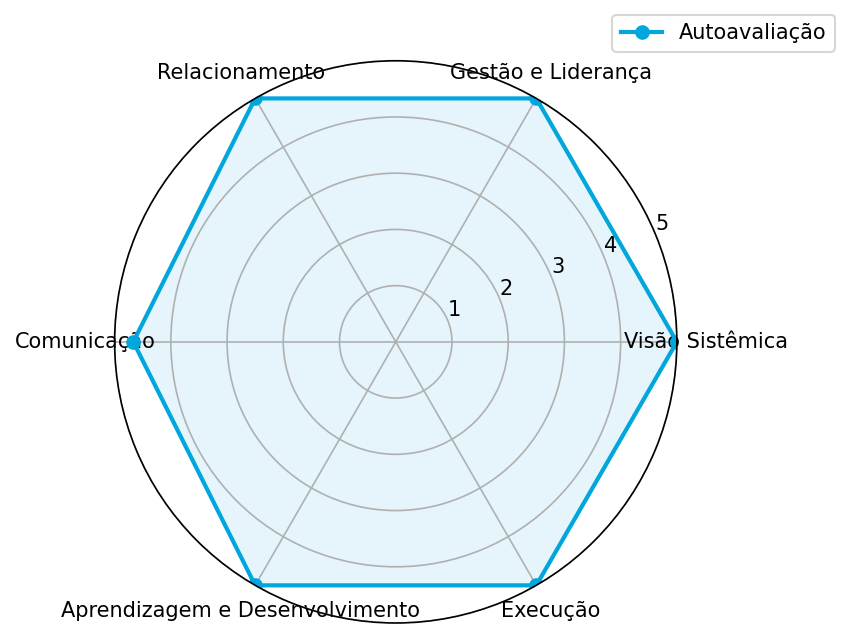 Autoavaliação
Relacionamento
Gestão e Liderança
5
4
3
2
1
Comunicação
Visão Sistêmica
Aprendizagem e Desenvolvimento
Execução